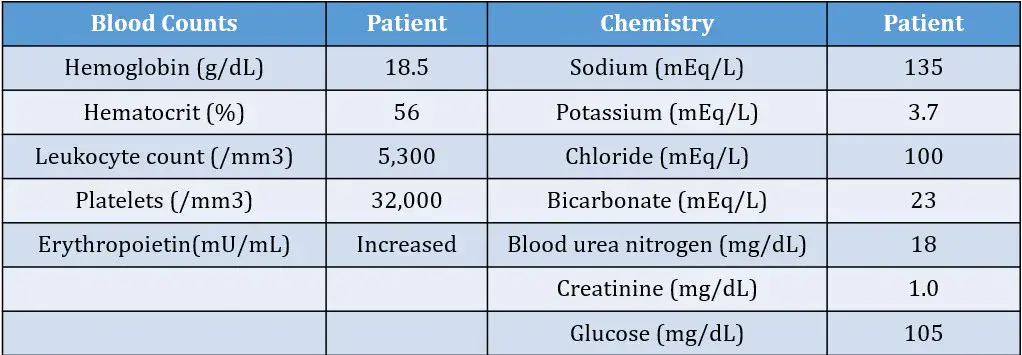 Blood Counts Patient Chemistry Patient
Hemoglobin (g/dL) 18.5 Sodium (mEq/L) 135
Hematocrit (%) 56 Potassium (mEq/L) 3.7
Leukocyte count (/mm3) 5,300 Chloride (mEq/L) 100
Platelets (/mm3) 32,000 Bicarbonate (mEq/L) 23
Erythropoietin(mU/mL) Increased Blood urea nitrogen (mg/dL) 18
Creatinine (mg/dL) 1.0
Glucose (mg/dL) 105